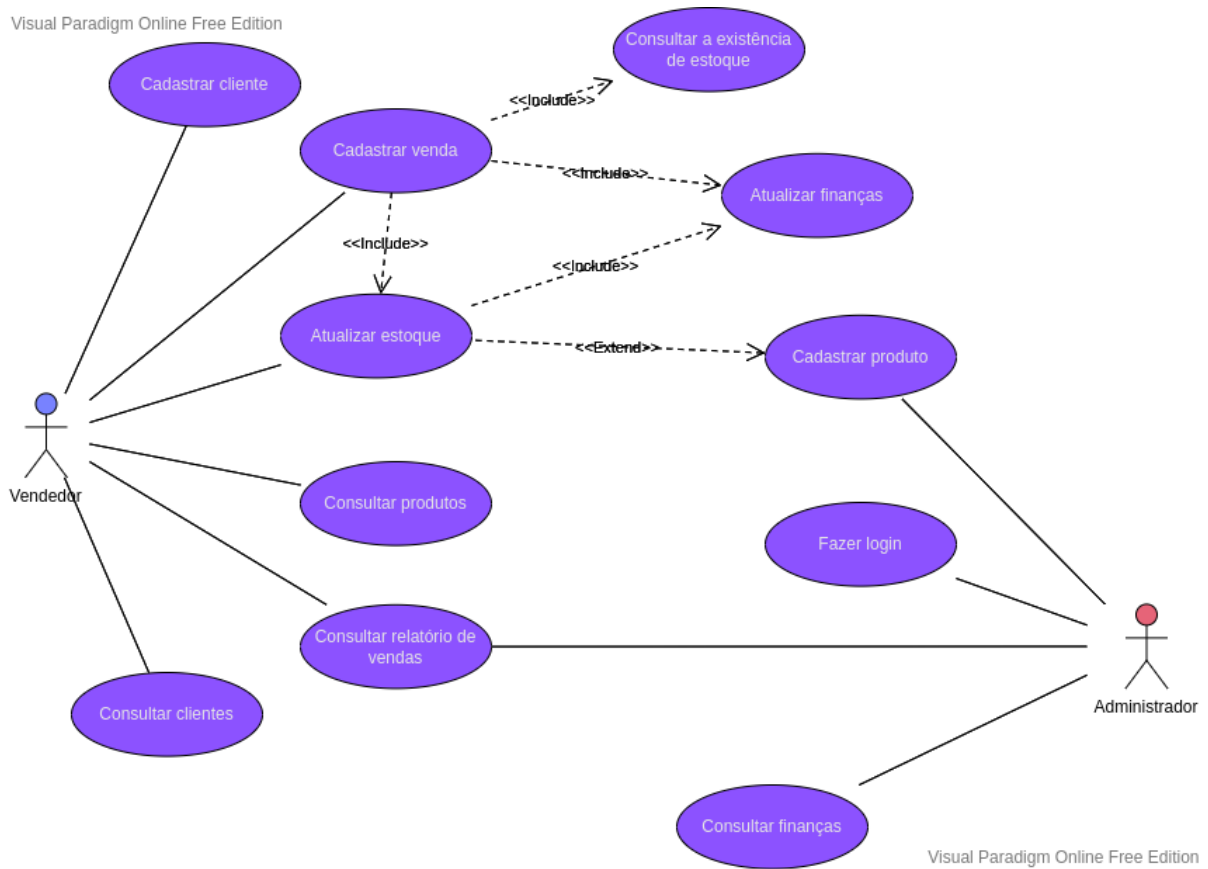 Visual Paradigm Online Free Edition
Consultar a existência
de estoque
Cadastrar cliente
<<Include>>
Cadastrar venda
<<Include>>
Atualizar finanças
<<Include>>
<<Include>>
Atualizar estoque
<<Extend>>
Cadastrar produto
Vendedor
Consultar produtos
Fazer login
Consultar relatório de
vendas
Administrador
Consultar clientes
Consultar finanças
Visual Paradigm Online Free Edition